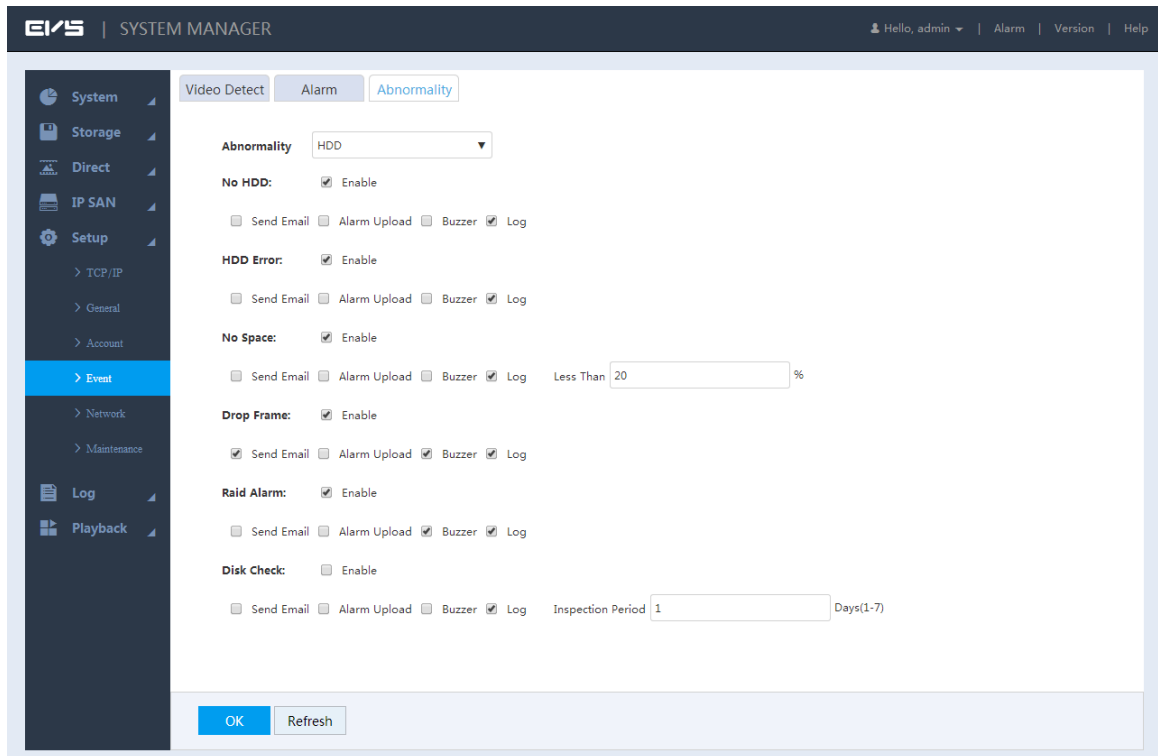 EVS | SYSTEM MANAGER
Hello, admin | Alarm | Version | Help
System
Storage
Direct
IP SAN
Setup
> TCP/IP
> General
> Account
> Event
> Network
> Maintenance
Log
Playback
Video Detect Alarm Abnormality
Abnormality HDD
No HDD: Enable
Send Email Alarm Upload Buzzer Log
HDD Error: Enable
Send Email Alarm Upload Buzzer Log
No Space: Enable
Send Email Alarm Upload Buzzer Log Less Than 20 %
Drop Frame: Enable
Send Email Alarm Upload Buzzer Log
Raid Alarm: Enable
Send Email Alarm Upload Buzzer Log
Disk Check: Enable
Send Email Alarm Upload Buzzer Log Inspection Period 1 Days(1-7)
OK Refresh